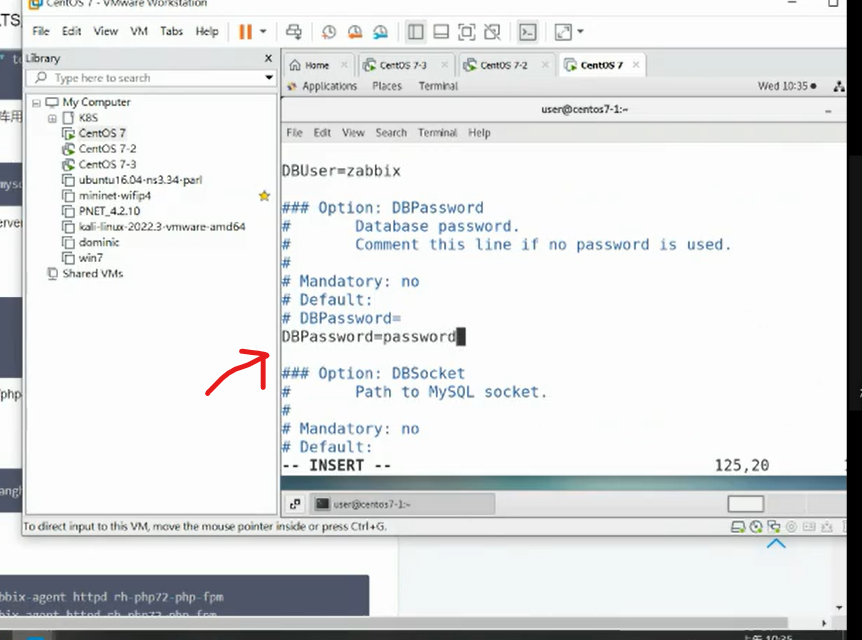 CentOS 7 - VMware Workstation
File Edit View VM Tabs Help
Library
Type here to search
My Computer
K8S
CentOS 7
CentOS 7-2
CentOS 7-3
ubuntu16.04-ns3.34-parl
mininet-wifip4
PNET_4.2.10
kali-linux-2022.3-vmware-amd64
dominic
win7
Shared VMs
Home CentOS 7-3 CentOS 7-2 CentOS 7
Applications Places Terminal Wed 10:35
user@centos7-1:~
File Edit View Search Terminal Help
DBUser=zabbix
### Option: DBPassword
# Database password.
# Comment this line if no password is used.
#
# Mandatory: no
# Default:
# DBPassword=
DBPassword=password
### Option: DBSocket
# Path to MySQL socket.
#
# Mandatory: no
# Default:
-- INSERT -- 125,20
user@centos7-1:~
To direct input to this VM, move the mouse pointer inside or press Ctrl+G.
bbix-agent httpd rh-php72-php-fpm
bbix-agent httpd rh-php72-php-fpm
上午 10:35